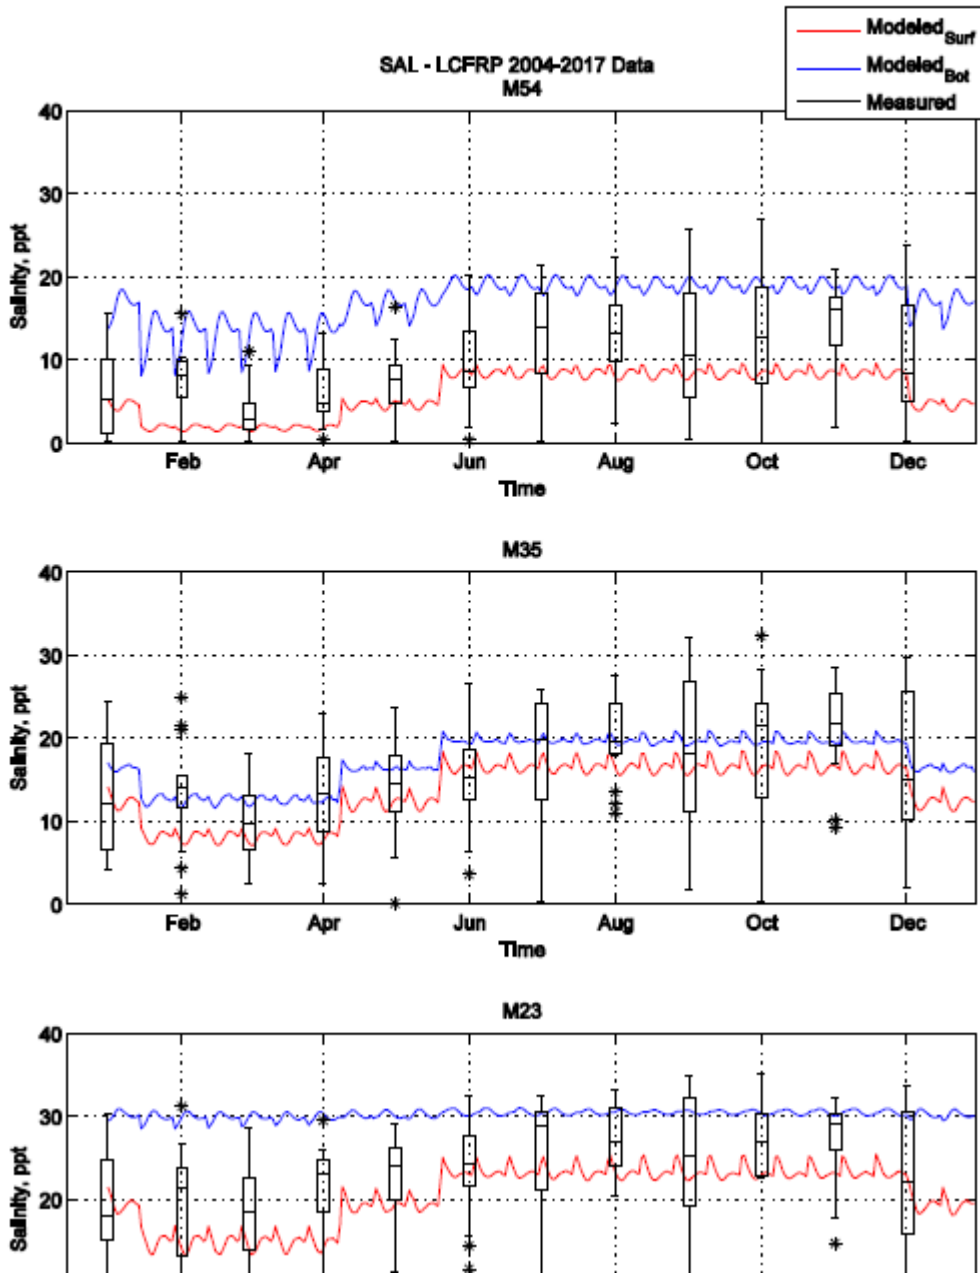 Modeled_Surf
Modeled_Bot
Measured
SAL - LCFRP 2004-2017 Data
M54
40
30
20
10
0
Salinity, ppt
Feb Apr Jun Aug Oct Dec
Time
M35
40
30
20
10
0
Salinity, ppt
Feb Apr Jun Aug Oct Dec
Time
M23
40
30
20
Salinity, ppt